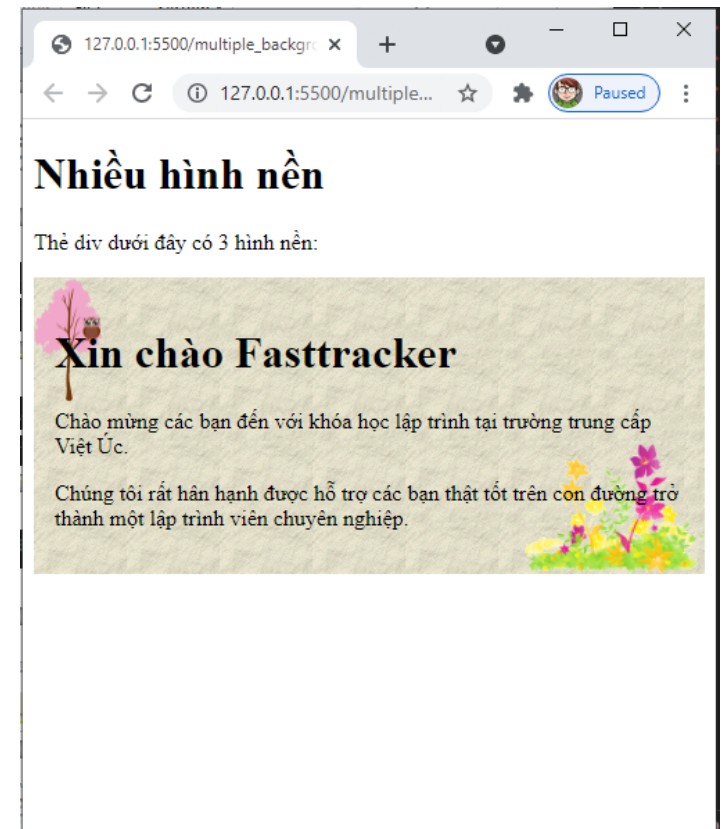 127.0.0.1:5500/multiple_backgro
127.0.0.1:5500/multiple...
Paused
Nhiều hình nền
Thẻ div dưới đây có 3 hình nền:
Xin chào Fasttracker
Chào mừng các bạn đến với khóa học lập trình tại trường trung cấp
Việt Úc.
Chúng tôi rất hân hạnh được hỗ trợ các bạn thật tốt trên con đường trở
thành một lập trình viên chuyên nghiệp.